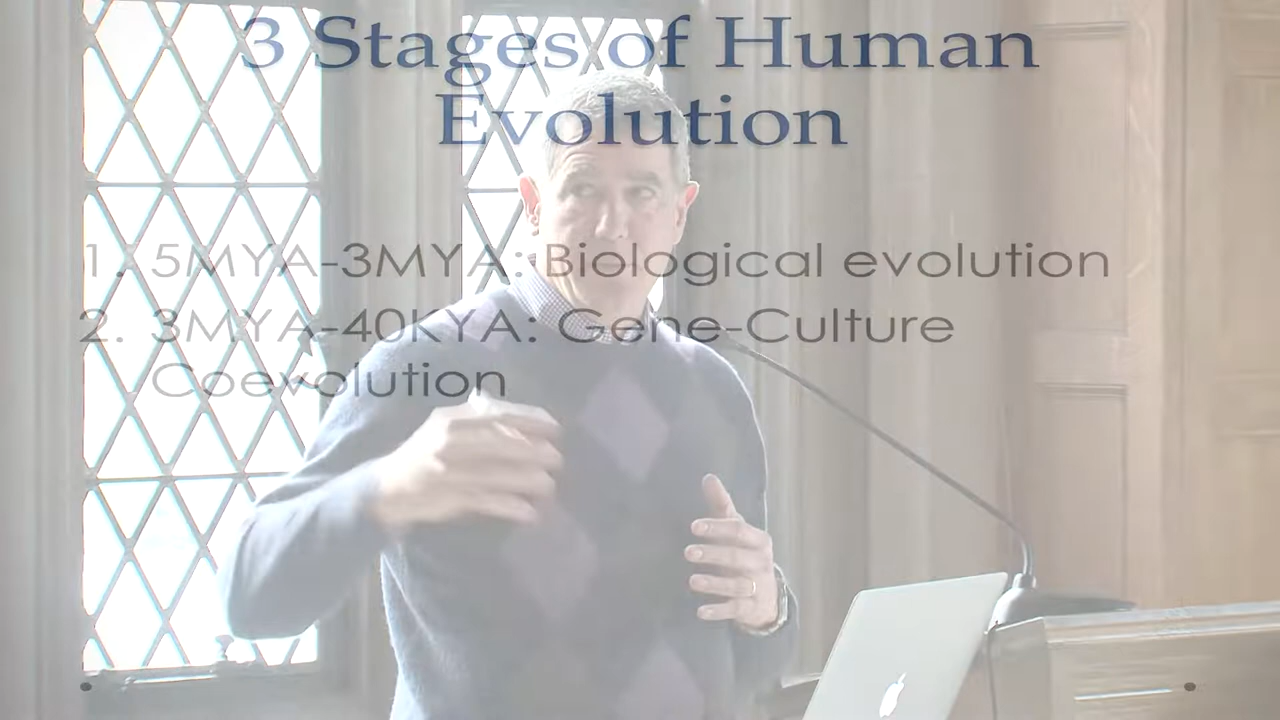 3 Stages of Human
Evolution
1. 5MYA-3MYA: Biological evolution
2. 3MYA-40KYA: Gene-Culture
Coevolution